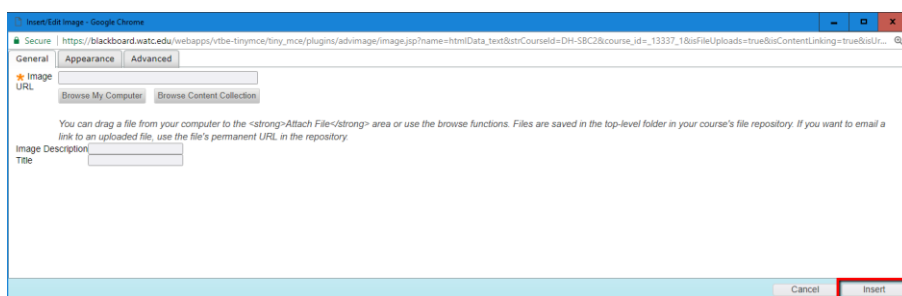 Insert/Edit Image - Google Chrome
Secure | https://blackboard.watc.edu/webapps/vtbe-tinymce/tiny_mce/plugins/advimage/image.jsp?name=htmlData_text&strCourseId=DH-SBC2&course_id=_13337_1&isFileUploads=true&isContentLinking=true&isUr...
General Appearance Advanced
Image URL
Browse My Computer Browse Content Collection
You can drag a file from your computer to the <strong>Attach File</strong> area or use the browse functions. Files are saved in the top-level folder in your course's file repository. If you want to email a
link to an uploaded file, use the file's permanent URL in the repository.
Image Description
Title
Cancel Insert